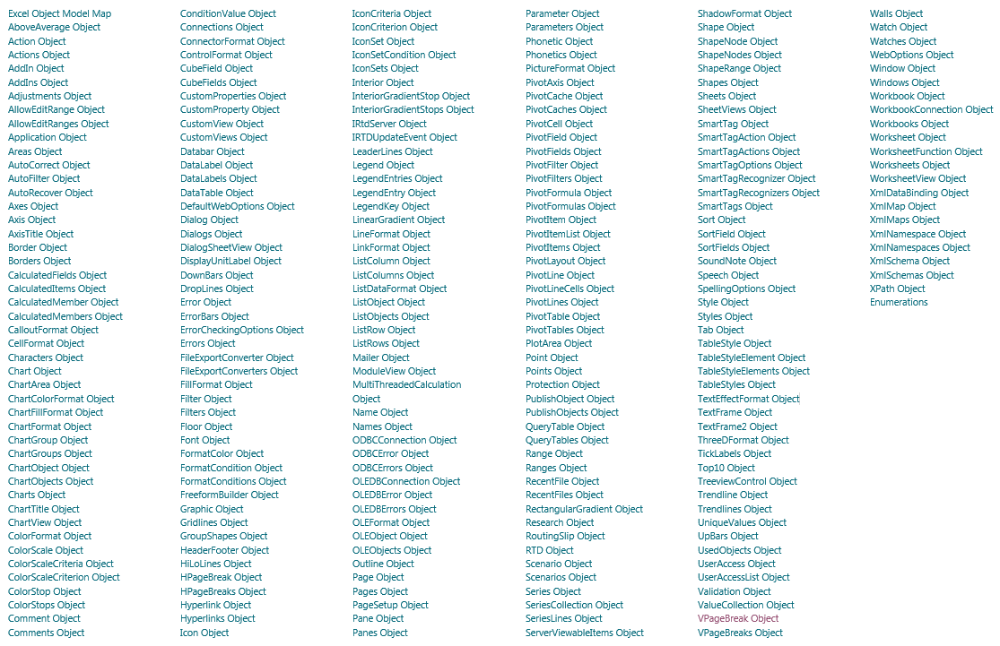 Excel Object Model Map
AboveAverage Object
Action Object
Actions Object
AddIn Object
AddIns Object
Adjustments Object
AllowEditRange Object
AllowEditRanges Object
Application Object
Areas Object
AutoCorrect Object
AutoFilter Object
AutoRecover Object
Axes Object
Axis Object
AxisTitle Object
Border Object
Borders Object
CalculatedFields Object
CalculatedItems Object
CalculatedMember Object
CalculatedMembers Object
CalloutFormat Object
CellFormat Object
Characters Object
Chart Object
ChartArea Object
ChartColorFormat Object
ChartFillFormat Object
ChartFormat Object
ChartGroup Object
ChartGroups Object
ChartObject Object
ChartObjects Object
Charts Object
ChartTitle Object
ChartView Object
ColorFormat Object
ColorScale Object
ColorScaleCriteria Object
ColorScaleCriterion Object
ColorStop Object
ColorStops Object
Comment Object
Comments Object
ConditionValue Object
Connections Object
ConnectorFormat Object
ControlFormat Object
CubeField Object
CubeFields Object
CustomProperties Object
CustomProperty Object
CustomView Object
CustomViews Object
Databar Object
DataLabel Object
DataLabels Object
DataTable Object
DefaultWebOptions Object
Dialog Object
Dialogs Object
DialogSheetView Object
DisplayUnitLabel Object
DownBars Object
DropLines Object
Error Object
ErrorBars Object
ErrorCheckingOptions Object
Errors Object
FileExportConverter Object
FileExportConverters Object
FillFormat Object
Filter Object
Filters Object
Floor Object
Font Object
FormatColor Object
FormatCondition Object
FormatConditions Object
FreeformBuilder Object
Graphic Object
Gridlines Object
GroupShapes Object
HeaderFooter Object
HiLoLines Object
HPageBreak Object
HPageBreaks Object
Hyperlink Object
Hyperlinks Object
Icon Object
IconCriteria Object
IconCriterion Object
IconSet Object
IconSetCondition Object
IconSets Object
Interior Object
InteriorGradientStop Object
InteriorGradientStops Object
IRtdServer Object
IRTDUpdateEvent Object
LeaderLines Object
Legend Object
LegendEntries Object
LegendEntry Object
LegendKey Object
LinearGradient Object
LineFormat Object
LinkFormat Object
ListColumn Object
ListColumns Object
ListDataFormat Object
ListObject Object
ListObjects Object
ListRow Object
ListRows Object
Mailer Object
ModuleView Object
MultiThreadedCalculation
Object
Name Object
Names Object
ODBCConnection Object
ODBCError Object
ODBCErrors Object
OLEDBConnection Object
OLEDBError Object
OLEDBErrors Object
OLEFormat Object
OLEObject Object
OLEObjects Object
Outline Object
Page Object
Pages Object
PageSetup Object
Pane Object
Panes Object
Parameter Object
Parameters Object
Phonetic Object
Phonetics Object
PictureFormat Object
PivotAxis Object
PivotCache Object
PivotCaches Object
PivotCell Object
PivotField Object
PivotFields Object
PivotFilter Object
PivotFilters Object
PivotFormula Object
PivotFormulas Object
PivotItem Object
PivotItemList Object
PivotItems Object
PivotLayout Object
PivotLine Object
PivotLineCells Object
PivotLines Object
PivotTable Object
PivotTables Object
PlotArea Object
Point Object
Points Object
Protection Object
PublishObject Object
PublishObjects Object
QueryTable Object
QueryTables Object
Range Object
Ranges Object
RecentFile Object
RecentFiles Object
RectangularGradient Object
Research Object
RoutingSlip Object
RTD Object
Scenario Object
Scenarios Object
Series Object
SeriesCollection Object
SeriesLines Object
ServerViewableItems Object
ShadowFormat Object
Shape Object
ShapeNode Object
ShapeNodes Object
ShapeRange Object
Shapes Object
Sheets Object
SheetViews Object
SmartTag Object
SmartTagAction Object
SmartTagActions Object
SmartTagOptions Object
SmartTagRecognizer Object
SmartTagRecognizers Object
SmartTags Object
Sort Object
SortField Object
SortFields Object
SoundNote Object
Speech Object
SpellingOptions Object
Style Object
Styles Object
Tab Object
TableStyle Object
TableStyleElement Object
TableStyleElements Object
TableStyles Object
TextEffectFormat Object
TextFrame Object
TextFrame2 Object
ThreeDFormat Object
TickLabels Object
Top10 Object
TreeviewControl Object
Trendline Object
Trendlines Object
UniqueValues Object
UpBars Object
UsedObjects Object
UserAccess Object
UserAccessList Object
Validation Object
ValueCollection Object
VPageBreak Object
VPageBreaks Object
Walls Object
Watch Object
Watches Object
WebOptions Object
Window Object
Windows Object
Workbook Object
WorkbookConnection Object
Workbooks Object
Worksheet Object
WorksheetFunction Object
Worksheets Object
WorksheetView Object
XmlDataBinding Object
XmlMap Object
XmlMaps Object
XmlNamespace Object
XmlNamespaces Object
XmlSchema Object
XmlSchemas Object
XPath Object
Enumerations